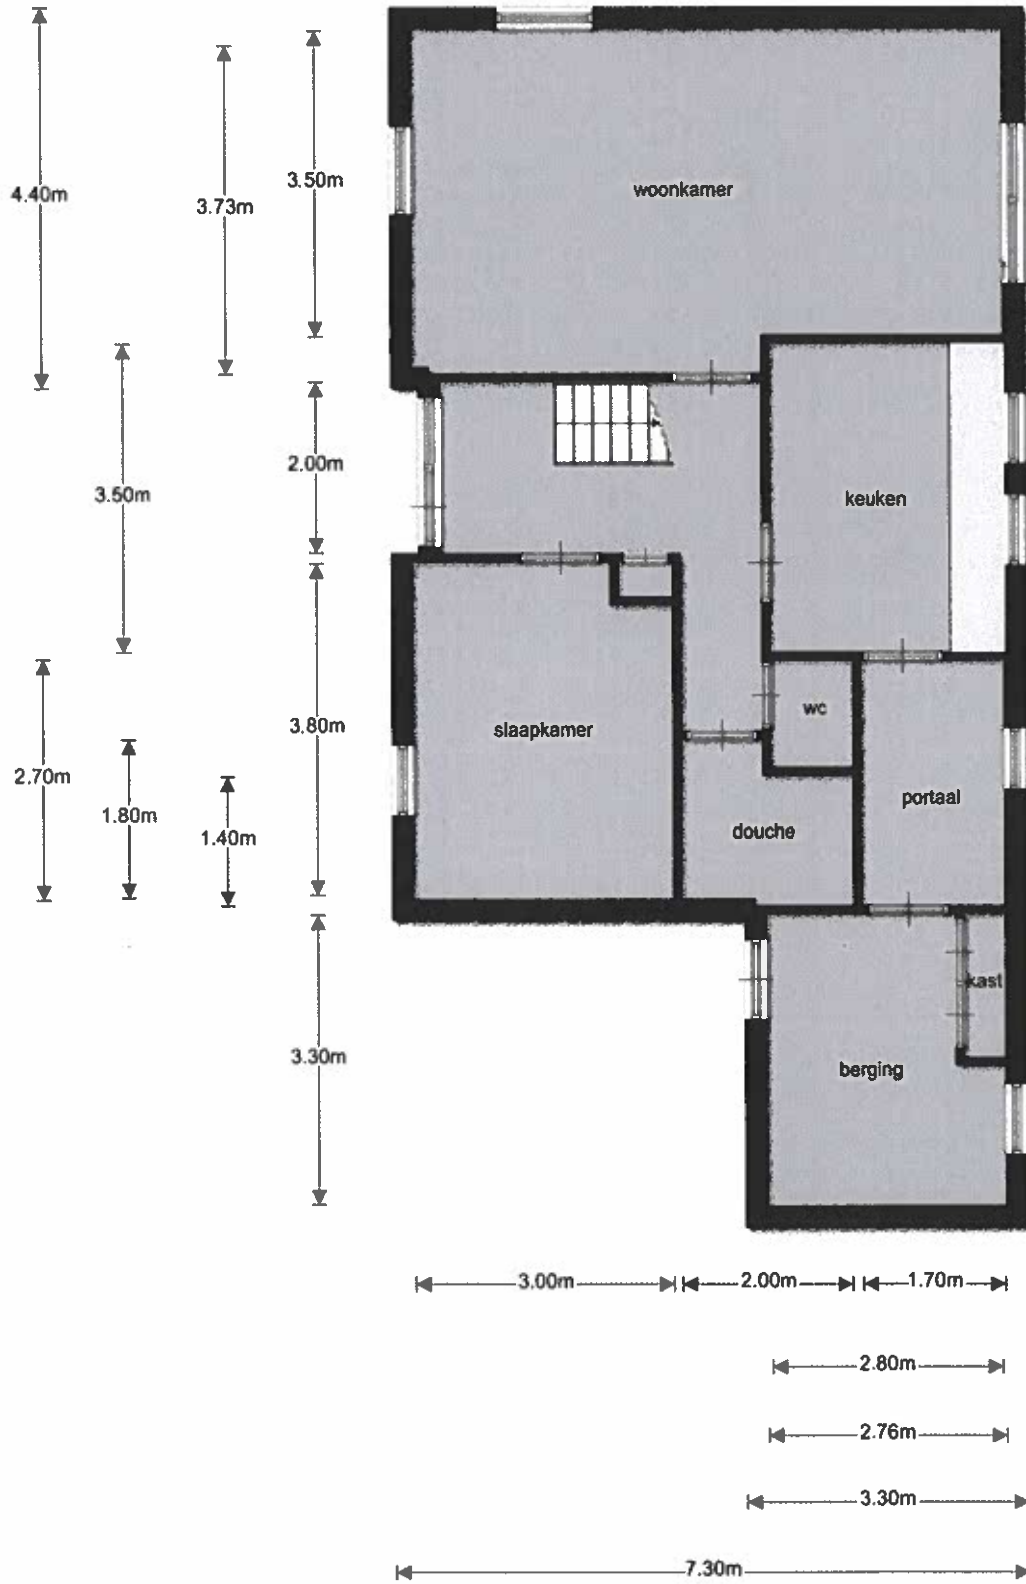 4.40m
3.73m
3.50m
woonkamer
2.00m
3.50m
keuken
3.80m
slaapkamer
wc
2.70m
1.80m
1.40m
portaal
douche
kast
3.30m
berging
3.00m
2.00m
1.70m
2.80m
2.76m
3.30m
7.30m